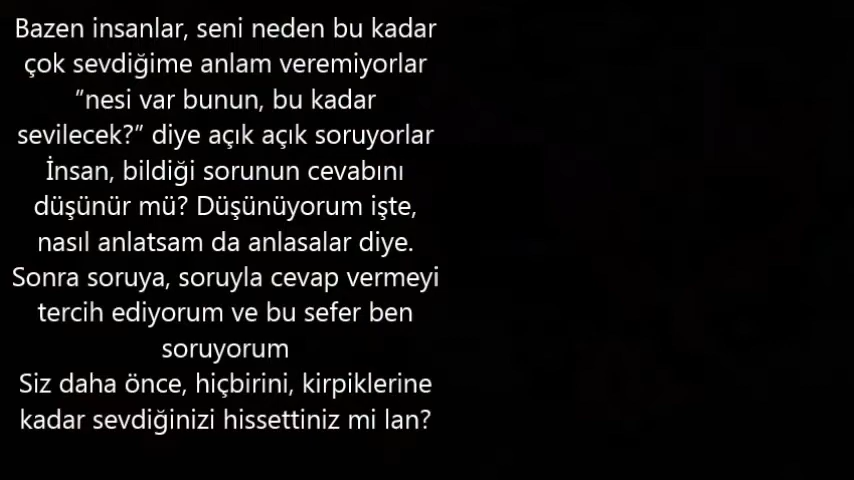 Bazen insanlar, seni neden bu kadar
çok sevdiğime anlam veremiyorlar
"nesi var bunun, bu kadar
sevilecek?" diye açık açık soruyorlar
İnsan, bildiği sorunun cevabını
düşünür mü? Düşünüyorum işte,
nasıl anlatsam da anlasalar diye.
Sonra soruya, soruyla cevap vermeyi
tercih ediyorum ve bu sefer ben
soruyorum
Siz daha önce, hiçbirini, kirpiklerine
kadar sevdiğinizi hissettiniz mi lan?